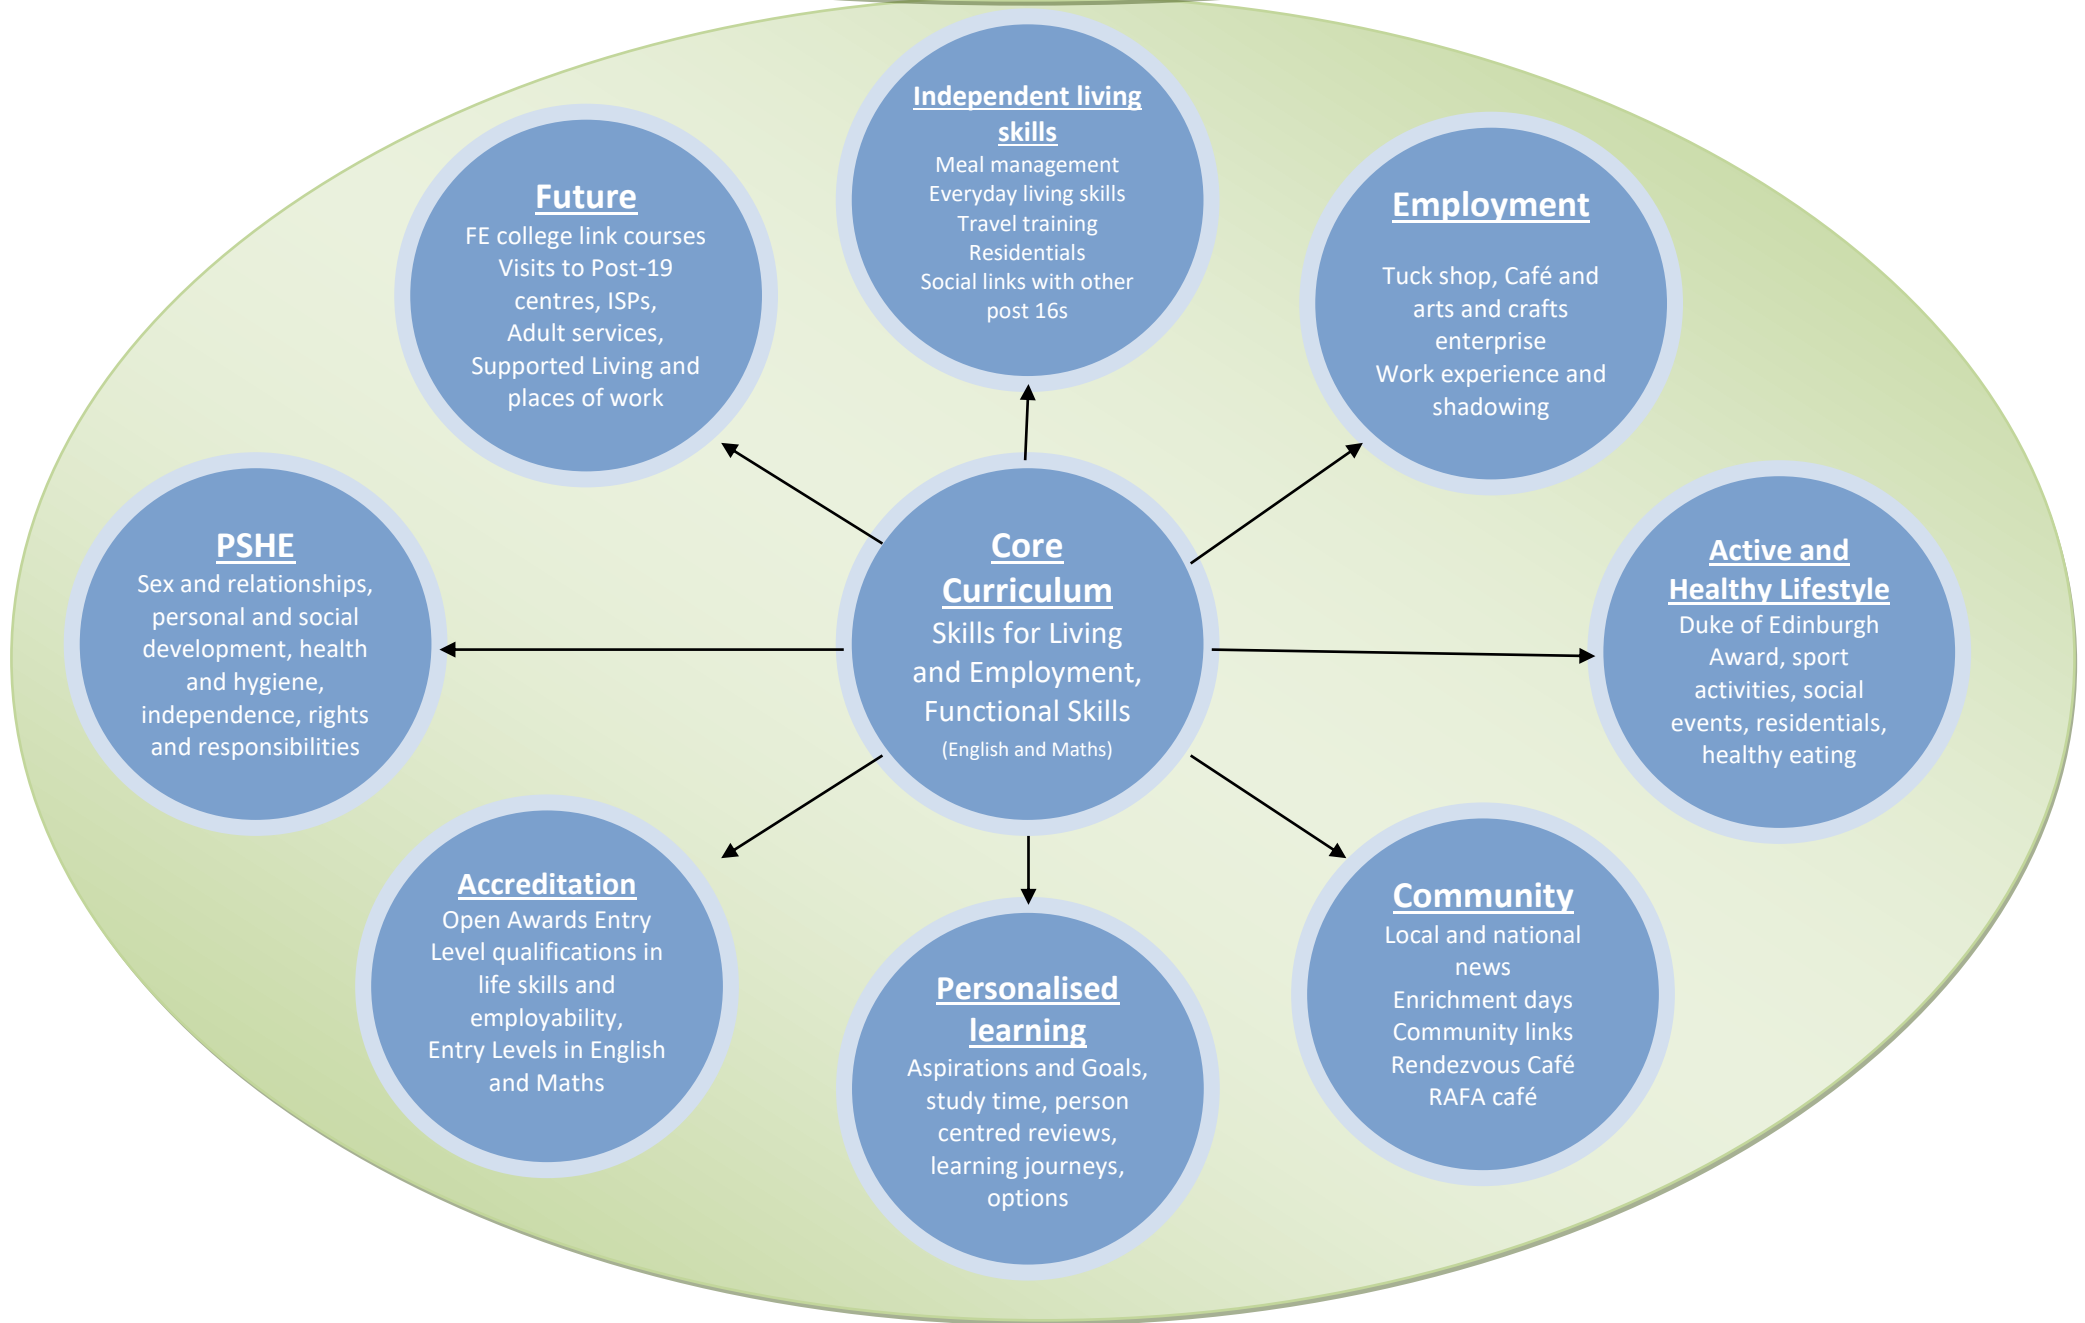 Independent living
skills
Meal management
Everyday living skills
Travel training
Residentials
Social links with other
post 16s
Future
FE college link courses
Visits to Post-19
centres, ISPs,
Adult services,
Supported Living and
places of work
Employment
Tuck shop, Café and
arts and crafts
enterprise
Work experience and
shadowing
PSHE
Sex and relationships,
personal and social
development, health
and hygiene,
independence, rights
and responsibilities
Core
Curriculum
Skills for Living
and Employment,
Functional Skills
(English and Maths)
Active and
Healthy Lifestyle
Duke of Edinburgh
Award, sport
activities, social
events, residentials,
healthy eating
Accreditation
Open Awards Entry
Level qualifications in
life skills and
employability,
Entry Levels in English
and Maths
Personalised
learning
Aspirations and Goals,
study time, person
centred reviews,
learning journeys,
options
Community
Local and national
news
Enrichment days
Community links
Rendezvous Café
RAFA café